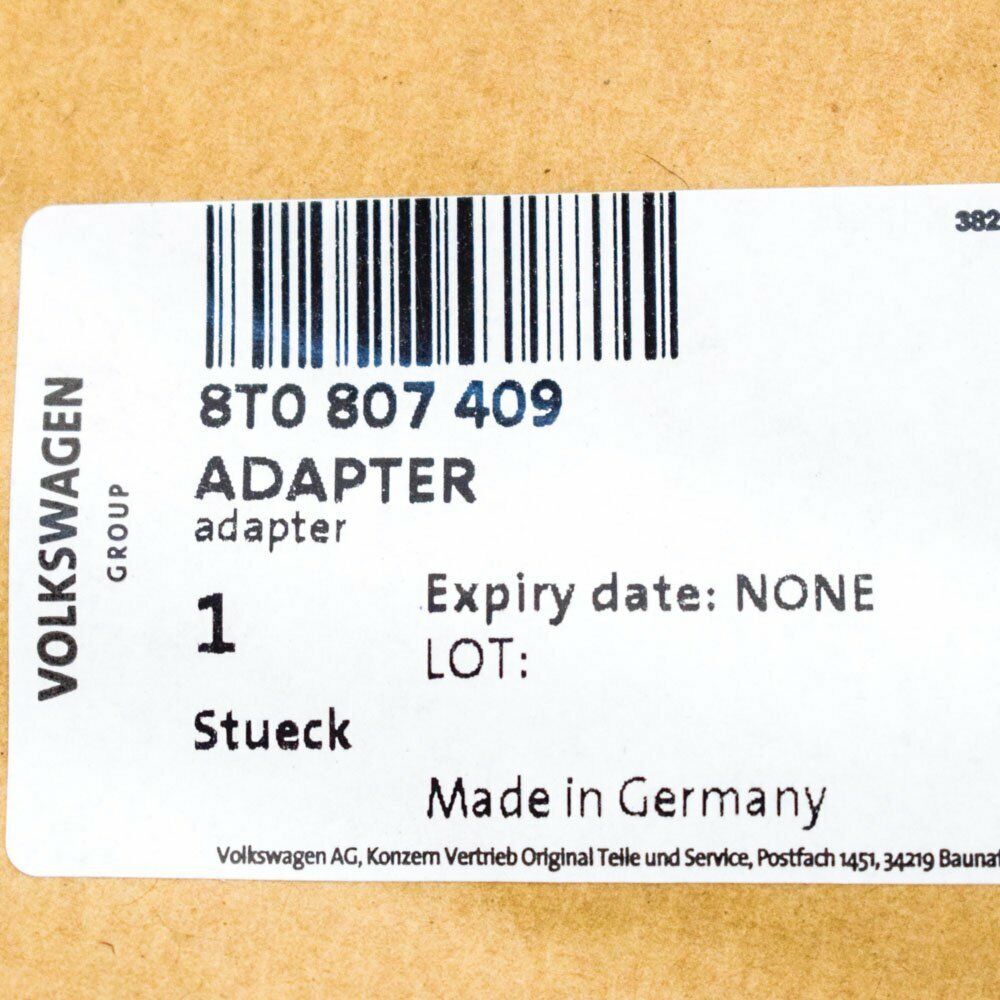 382
8T0 807 409
ADAPTER
adapter
1
Expiry date: NONE
LOT:
Stueck
Made in Germany
Volkswagen AG, Konzern Vertrieb Original Teile und Service, Postfach 1451, 34219 Baunat
VOLKSWAGEN
GROUP